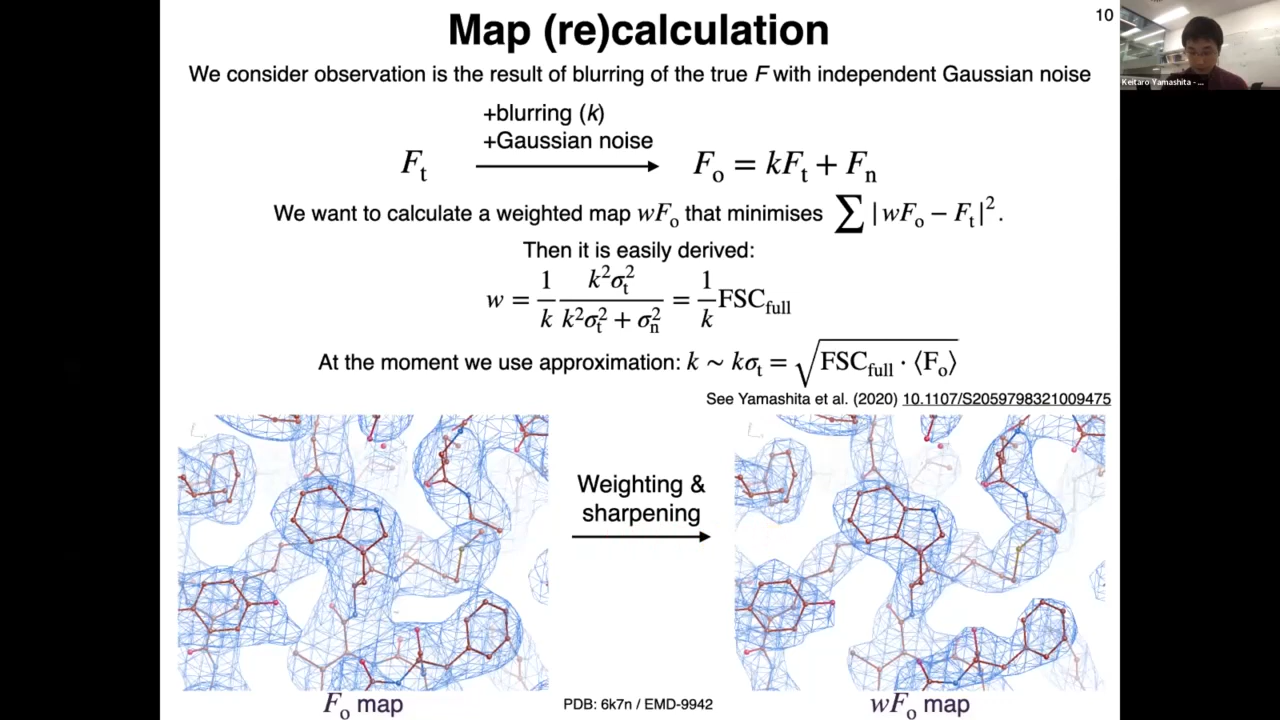 Map (re)calculation
10
Keitaro Yamashita - ...
We consider observation is the result of blurring of the true F with independent Gaussian noise
+blurring (k)
+Gaussian noise
Fₜ
Fₒ = kFₜ + Fₙ
We want to calculate a weighted map wFₒ that minimises ∑ |wFₒ − Fₜ|².
Then it is easily derived:
w = 1/k k²σₜ² / (k²σₜ² + σₙ²) = 1/k FSC_full
At the moment we use approximation: k ~ kσₜ = √(FSC_full · ⟨Fₒ⟩)
See Yamashita et al. (2020) 10.1107/S2059798321009475
Weighting &
sharpening
Fₒ map
PDB: 6k7n / EMD-9942
wFₒ map